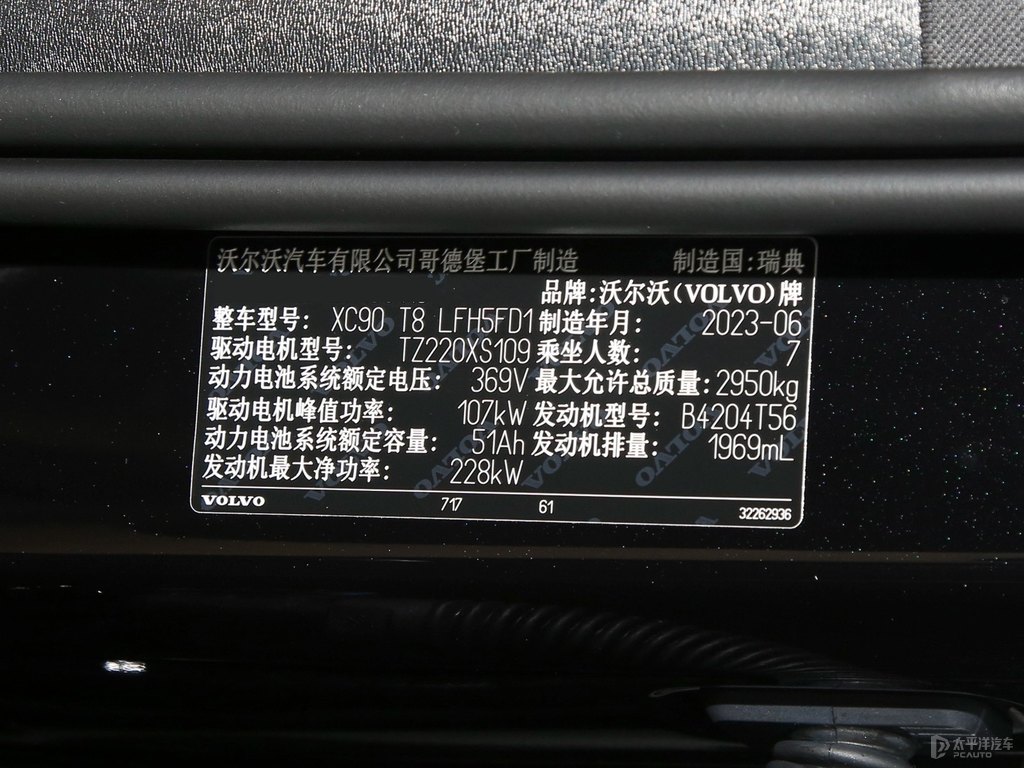 沃尔沃汽车有限公司哥德堡工厂制造 制造国:瑞典
品牌:沃尔沃(VOLVO)牌
整车型号: XC90 T8 LFH5FD1 制造年月: 2023-06
驱动电机型号: TZ220XS109 乘坐人数: 7
动力电池系统额定电压: 369V 最大允许总质量: 2950kg
驱动电机峰值功率: 107kW 发动机型号: B4204T56
动力电池系统额定容量: 51Ah 发动机排量: 1969mL
发动机最大净功率: 228kW
VOLVO 717 61 32262936
太平洋汽车
PCAUTO